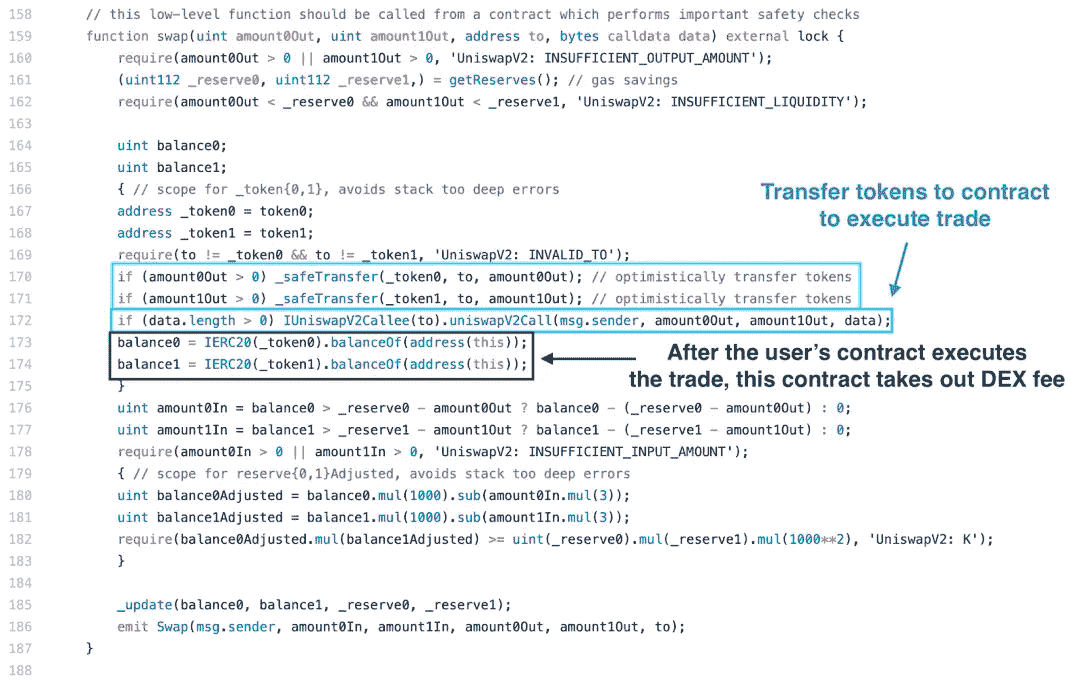 158 // this low-level function should be called from a contract which performs important safety checks
159 function swap(uint amount0Out, uint amount1Out, address to, bytes calldata data) external lock {
160 require(amount0Out > 0 || amount1Out > 0, 'UniswapV2: INSUFFICIENT_OUTPUT_AMOUNT');
161 (uint112 _reserve0, uint112 _reserve1,) = getReserves(); // gas savings
162 require(amount0Out < _reserve0 && amount1Out < _reserve1, 'UniswapV2: INSUFFICIENT_LIQUIDITY');
163
164 uint balance0;
165 uint balance1;
166 { // scope for _token{0,1}, avoids stack too deep errors
167 address _token0 = token0;
168 address _token1 = token1;
169 require(to != _token0 && to != _token1, 'UniswapV2: INVALID_TO');
Transfer tokens to contract
to execute trade
170 if (amount0Out > 0) _safeTransfer(_token0, to, amount0Out); // optimistically transfer tokens
171 if (amount1Out > 0) _safeTransfer(_token1, to, amount1Out); // optimistically transfer tokens
172 if (data.length > 0) IUniswapV2Callee(to).uniswapV2Call(msg.sender, amount0Out, amount1Out, data);
173 balance0 = IERC20(_token0).balanceOf(address(this));
174 balance1 = IERC20(_token1).balanceOf(address(this));
After the user's contract executes
the trade, this contract takes out DEX fee
175 }
176 uint amount0In = balance0 > _reserve0 - amount0Out ? balance0 - (_reserve0 - amount0Out) : 0;
177 uint amount1In = balance1 > _reserve1 - amount1Out ? balance1 - (_reserve1 - amount1Out) : 0;
178 require(amount0In > 0 || amount1In > 0, 'UniswapV2: INSUFFICIENT_INPUT_AMOUNT');
179 { // scope for reserve{0,1}Adjusted, avoids stack too deep errors
180 uint balance0Adjusted = balance0.mul(1000).sub(amount0In.mul(3));
181 uint balance1Adjusted = balance1.mul(1000).sub(amount1In.mul(3));
182 require(balance0Adjusted.mul(balance1Adjusted) >= uint(_reserve0).mul(_reserve1).mul(1000**2), 'UniswapV2: K');
183 }
184
185 _update(balance0, balance1, _reserve0, _reserve1);
186 emit Swap(msg.sender, amount0In, amount1In, amount0Out, amount1Out, to);
187 }
188